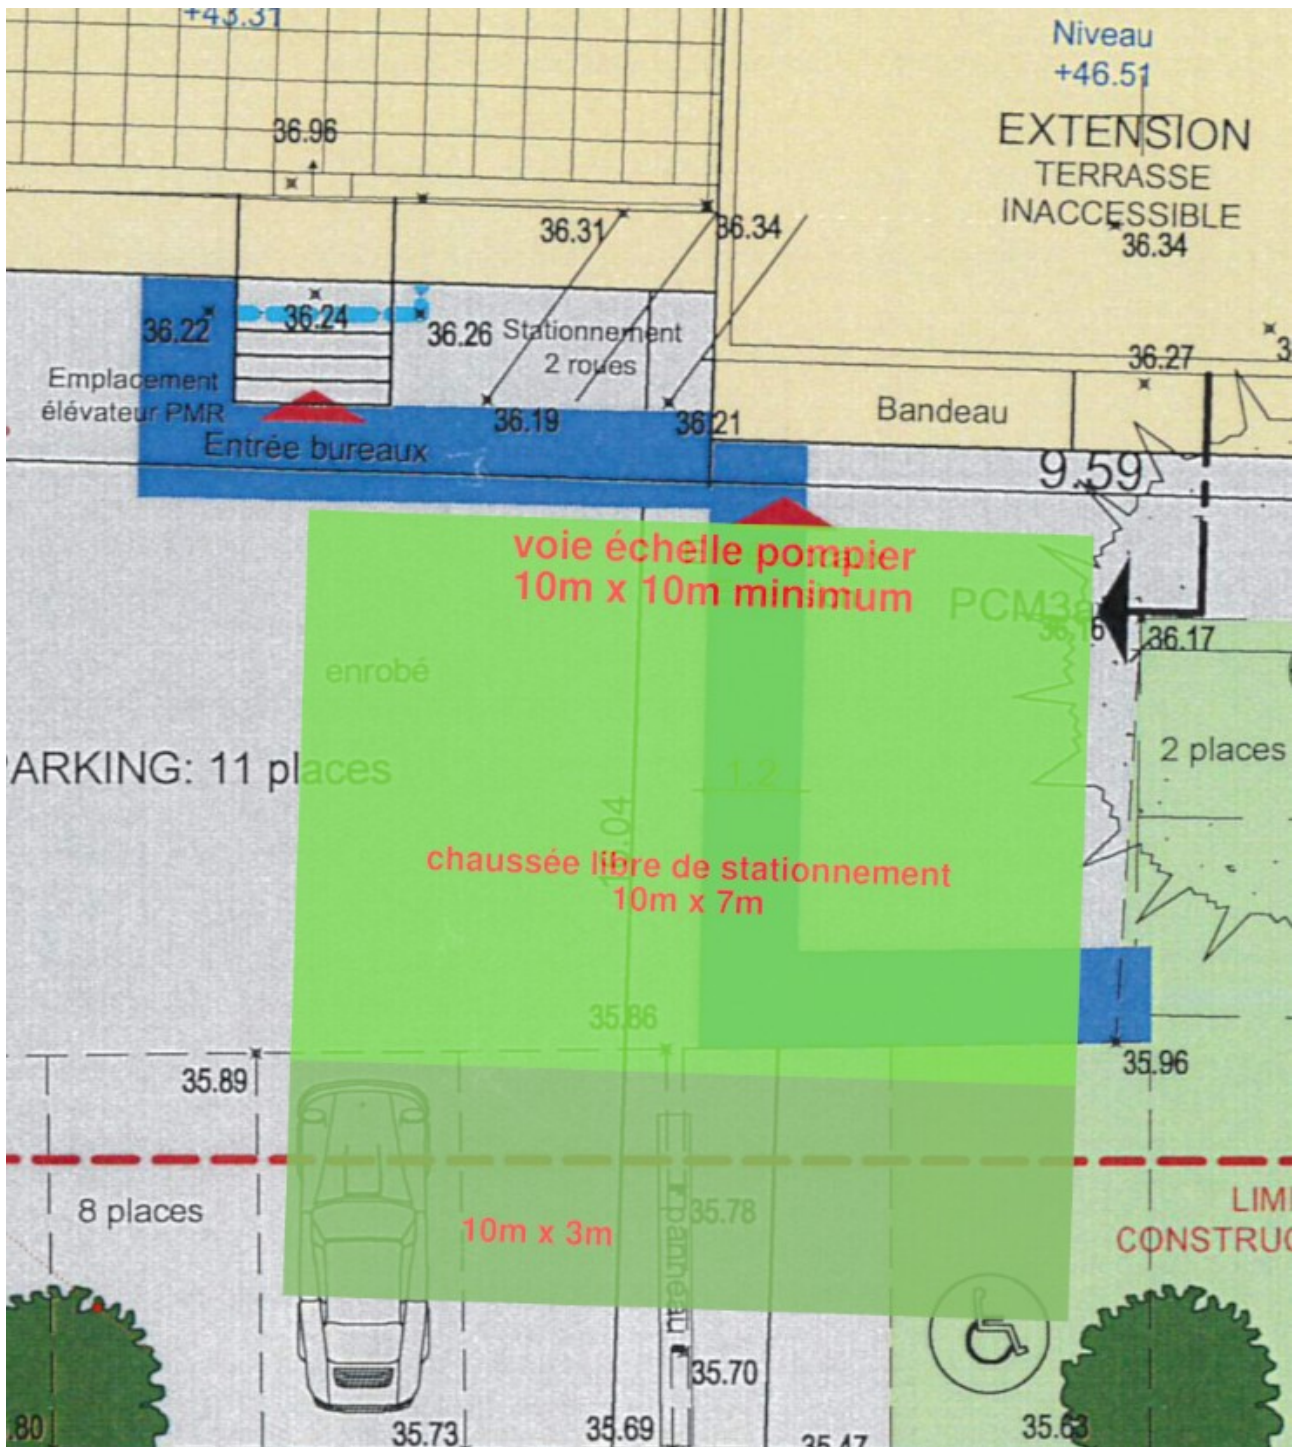 +43.31
Niveau
+46.51
EXTENSION
TERRASSE
INACCESSIBLE
36.34
36.96
36.31
36.34
36.22
36.24
36.26
Stationnement
2 roues
36.27
Emplacement
élévateur PMR
36.19
36.21
Bandeau
Entrée bureaux
9.59
voie échelle pompier
10m x 10m minimum
PCM3a
36.16
36.17
enrobé
ARKING: 11 places
2 places
1.2
chaussée libre de stationnement
10m x 7m
35.86
35.89
35.96
8 places
35.78
10m x 3m
panneau
LIMI
CONSTRUC
35.70
.80
35.73
35.69
35.47
35.63